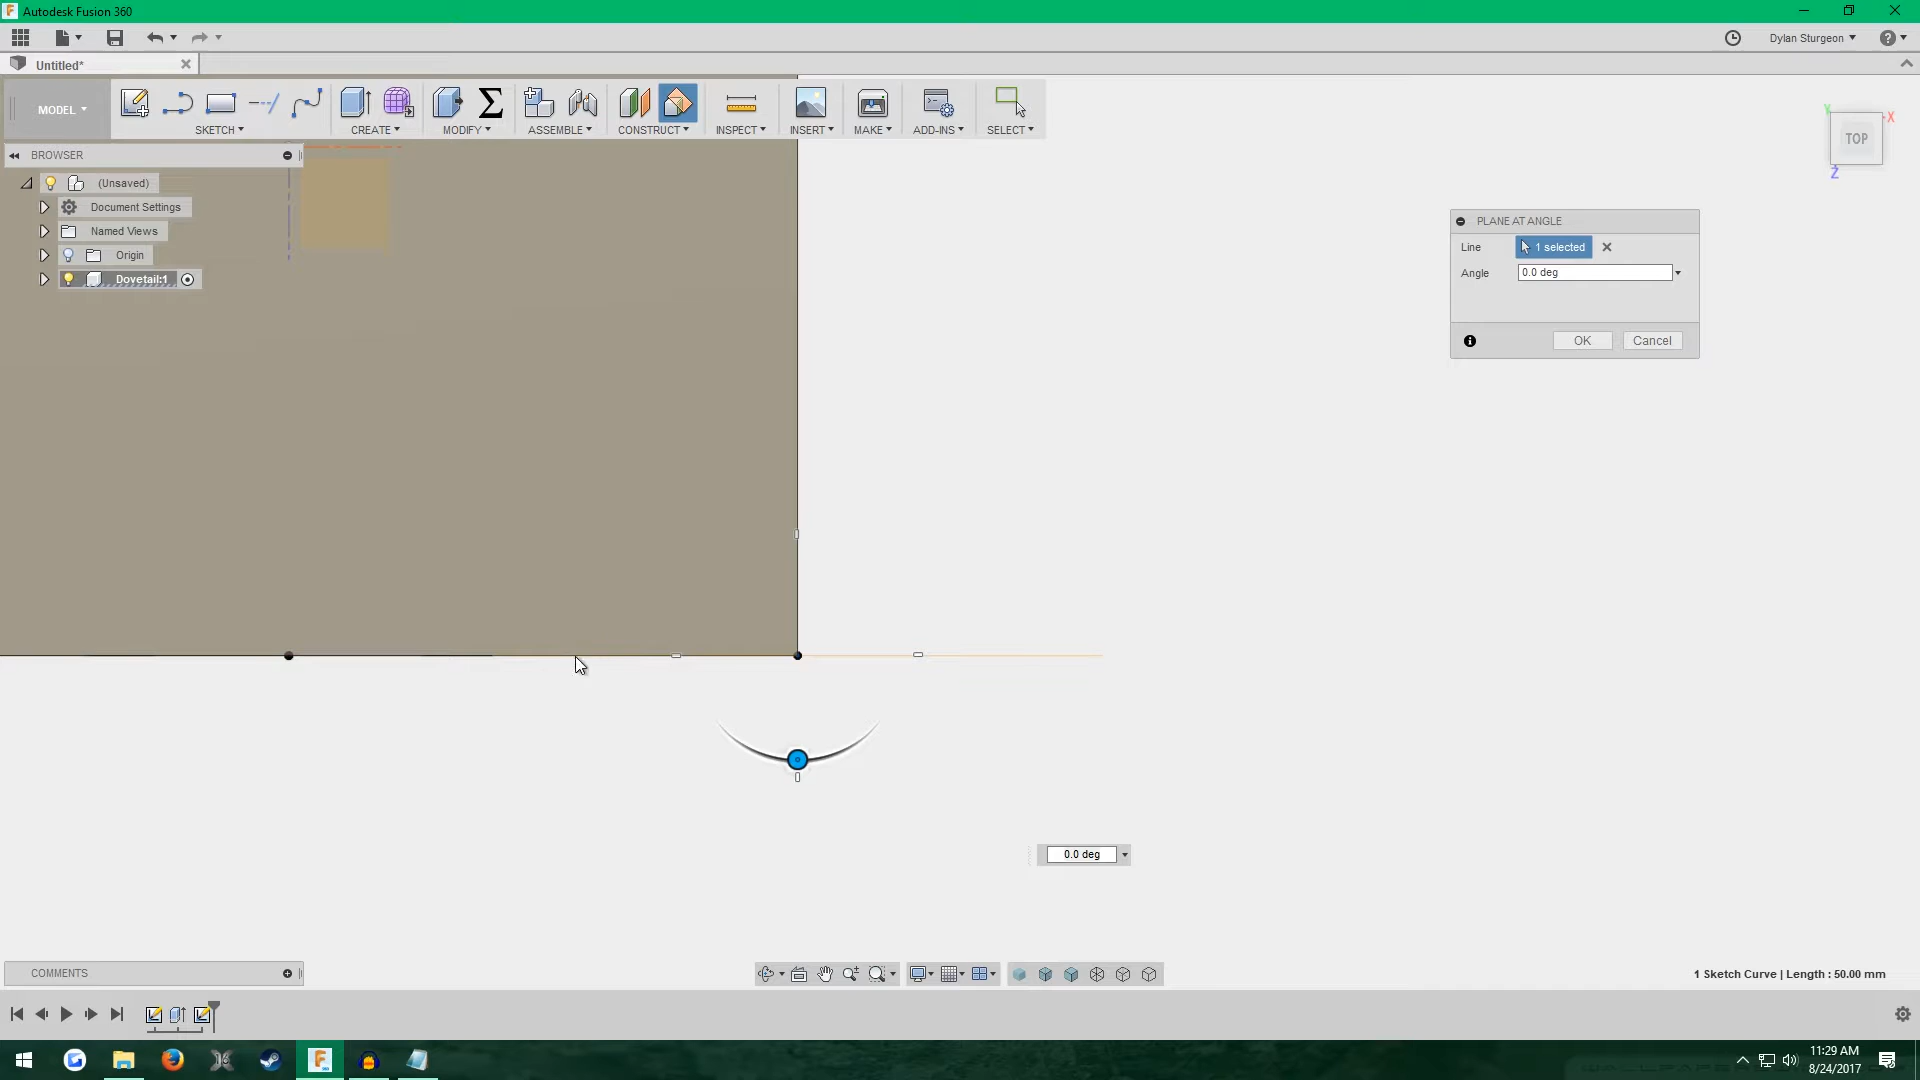 Autodesk Fusion 360
Dylan Sturgeon
Untitled*
MODEL
SKETCH
CREATE
MODIFY
ASSEMBLE
CONSTRUCT
INSPECT
INSERT
MAKE
ADD-INS
SELECT
Y
X
TOP
Z
BROWSER
(Unsaved)
Document Settings
Named Views
Origin
Dovetail:1
PLANE AT ANGLE
Line 1 selected
Angle 0.0 deg
OK Cancel
0.0 deg
COMMENTS
1 Sketch Curve | Length : 50.00 mm
11:29 AM
8/24/2017